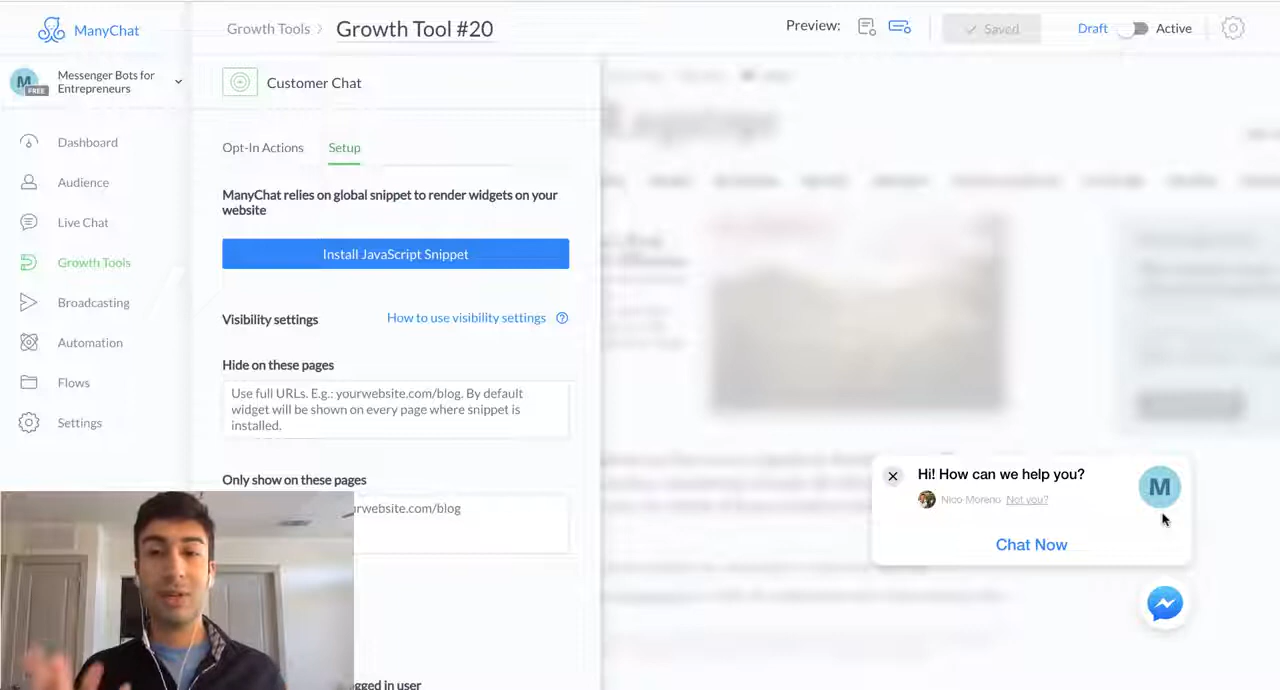 ManyChat
Growth Tools
Growth Tool #20
Preview:
Saved
Draft
Active
M
FREE
Messenger Bots for
Entrepreneurs
Customer Chat
Dashboard
Audience
Live Chat
Growth Tools
Broadcasting
Automation
Flows
Settings
Opt-In Actions
Setup
ManyChat relies on global snippet to render widgets on your
website
Install JavaScript Snippet
Visibility settings
How to use visibility settings
Hide on these pages
Use full URLs. E.g.: yourwebsite.com/blog. By default
widget will be shown on every page where snippet is
installed.
Only show on these pages
urwebsite.com/blog
gged in user
Hi! How can we help you?
Nico Moreno Not you?
M
Chat Now